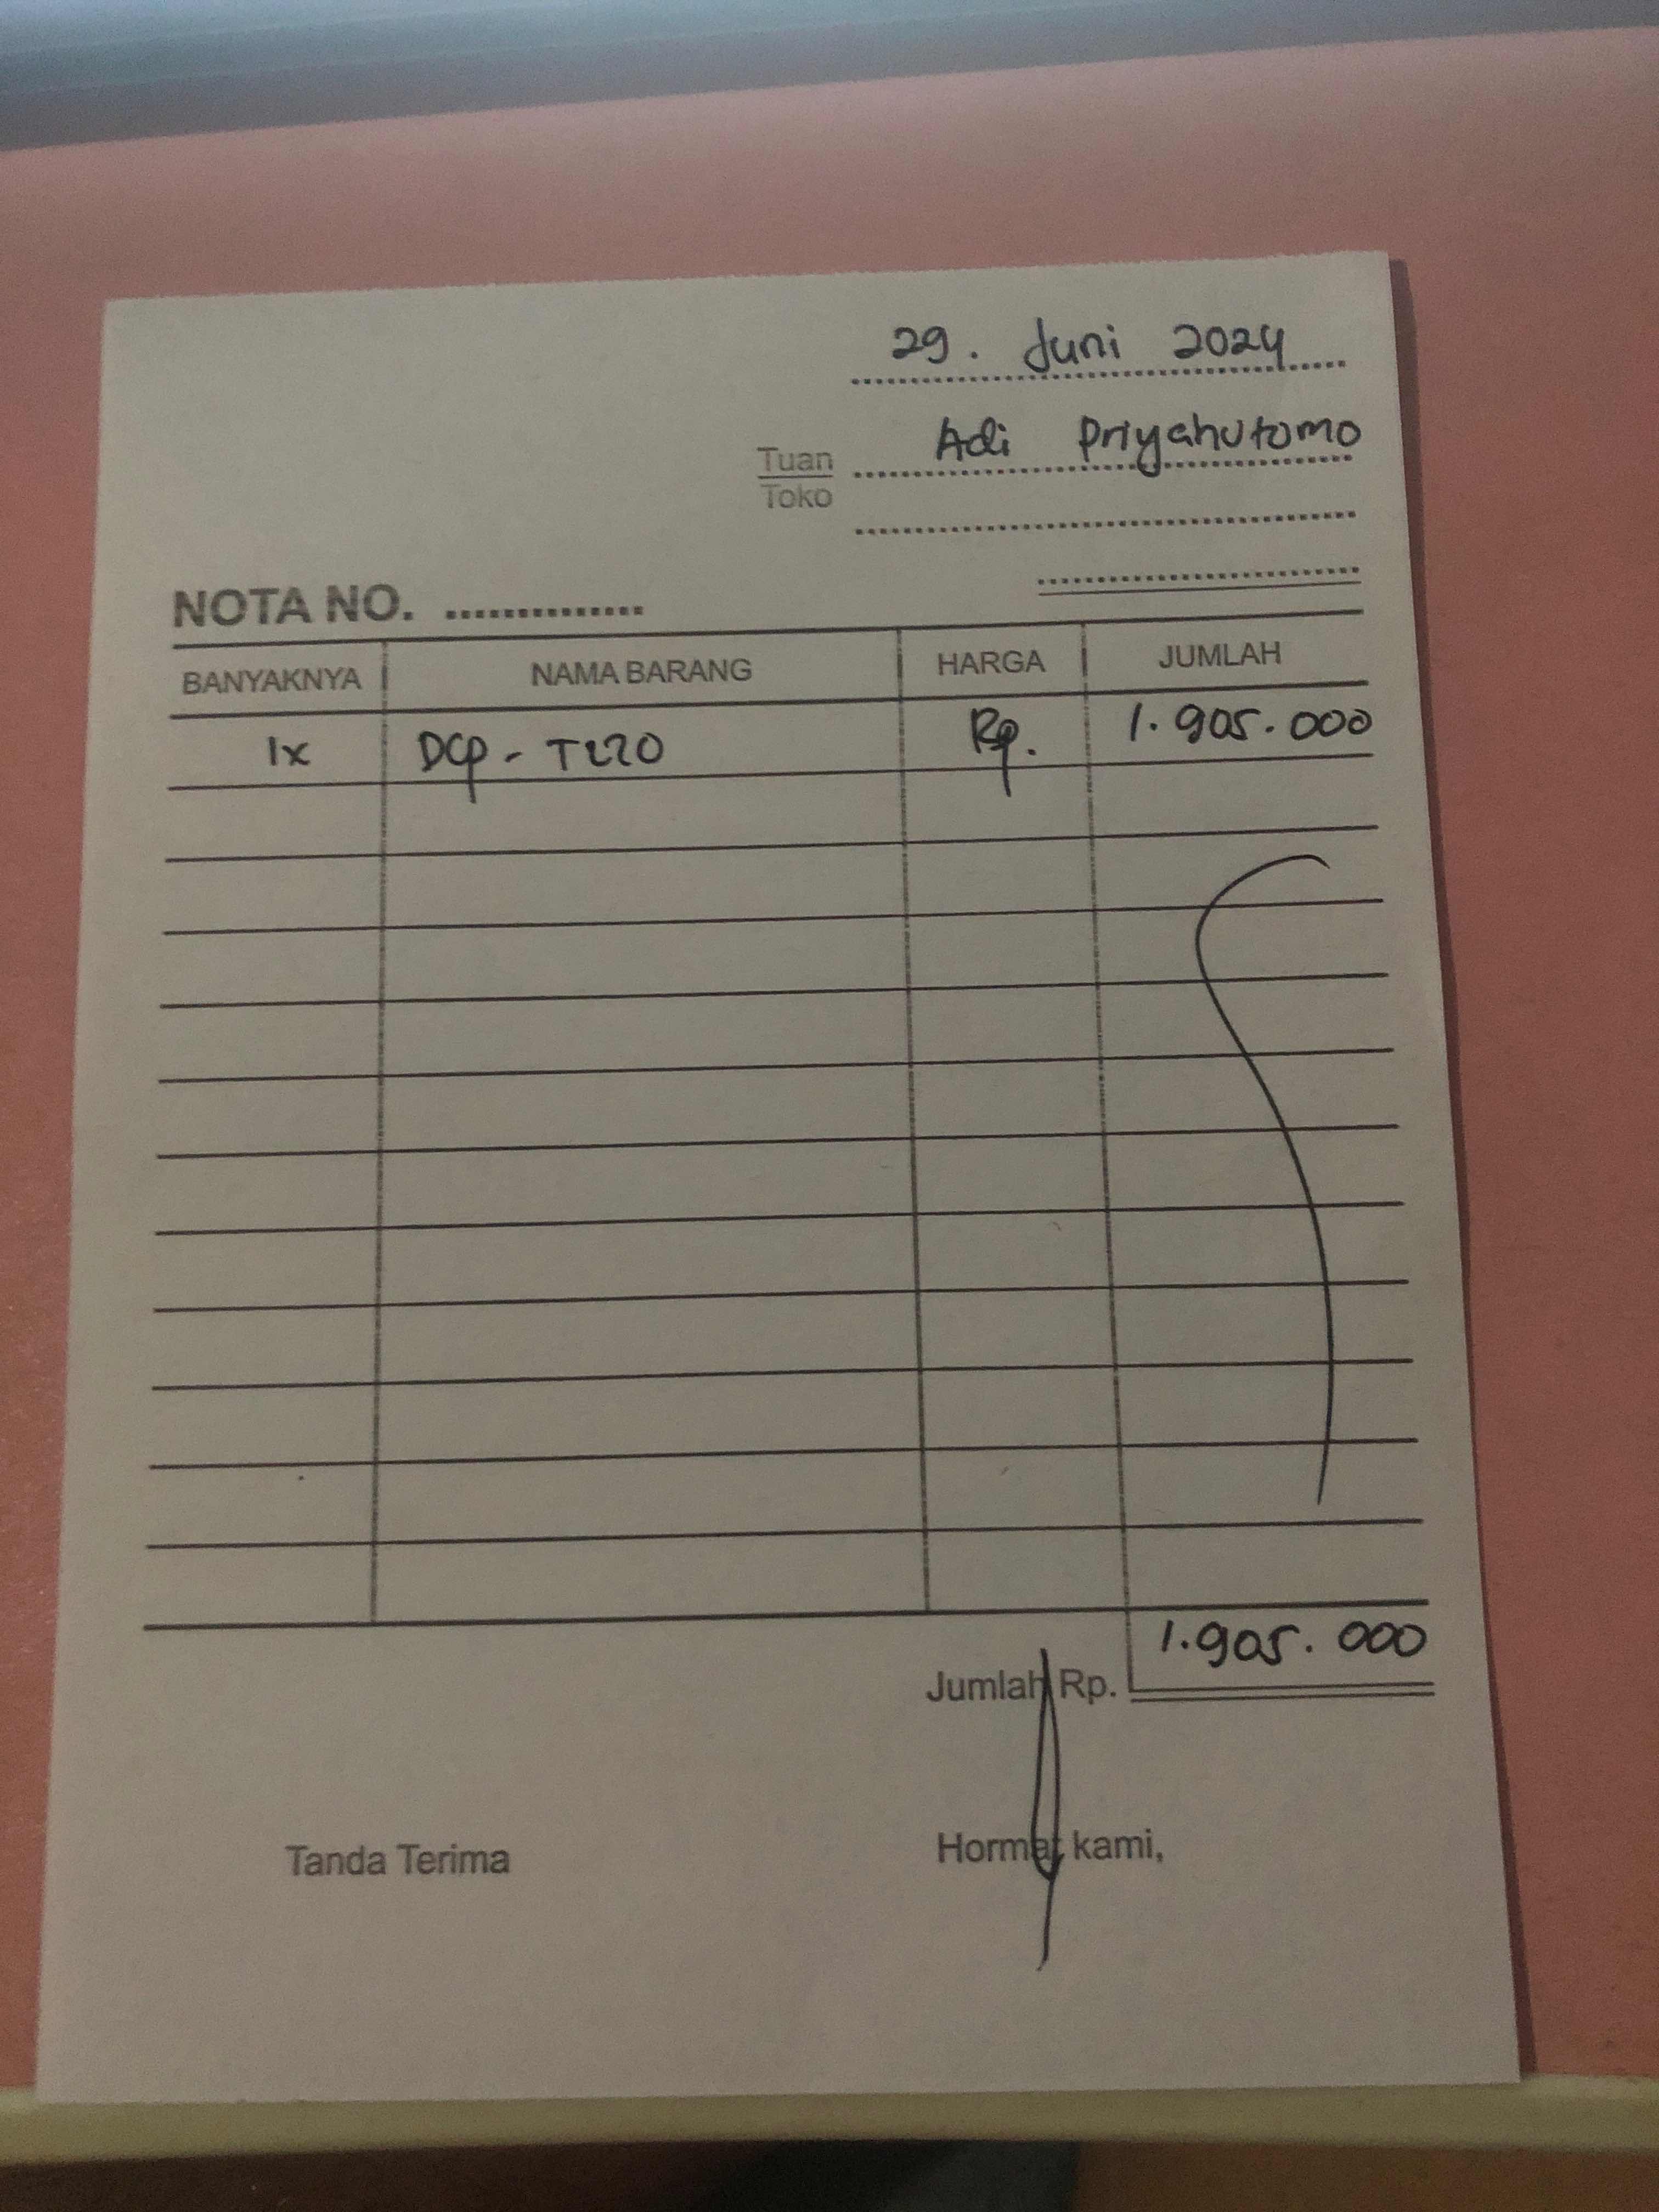 29. Juni 2024
Tuan Adi Priyahutomo
Toko
NOTA NO. ..............
BANYAKNYA NAMA BARANG HARGA JUMLAH
1x DCP - T220 Rp. 1.905.000
Jumlah Rp. 1.905.000
Tanda Terima Hormat kami,